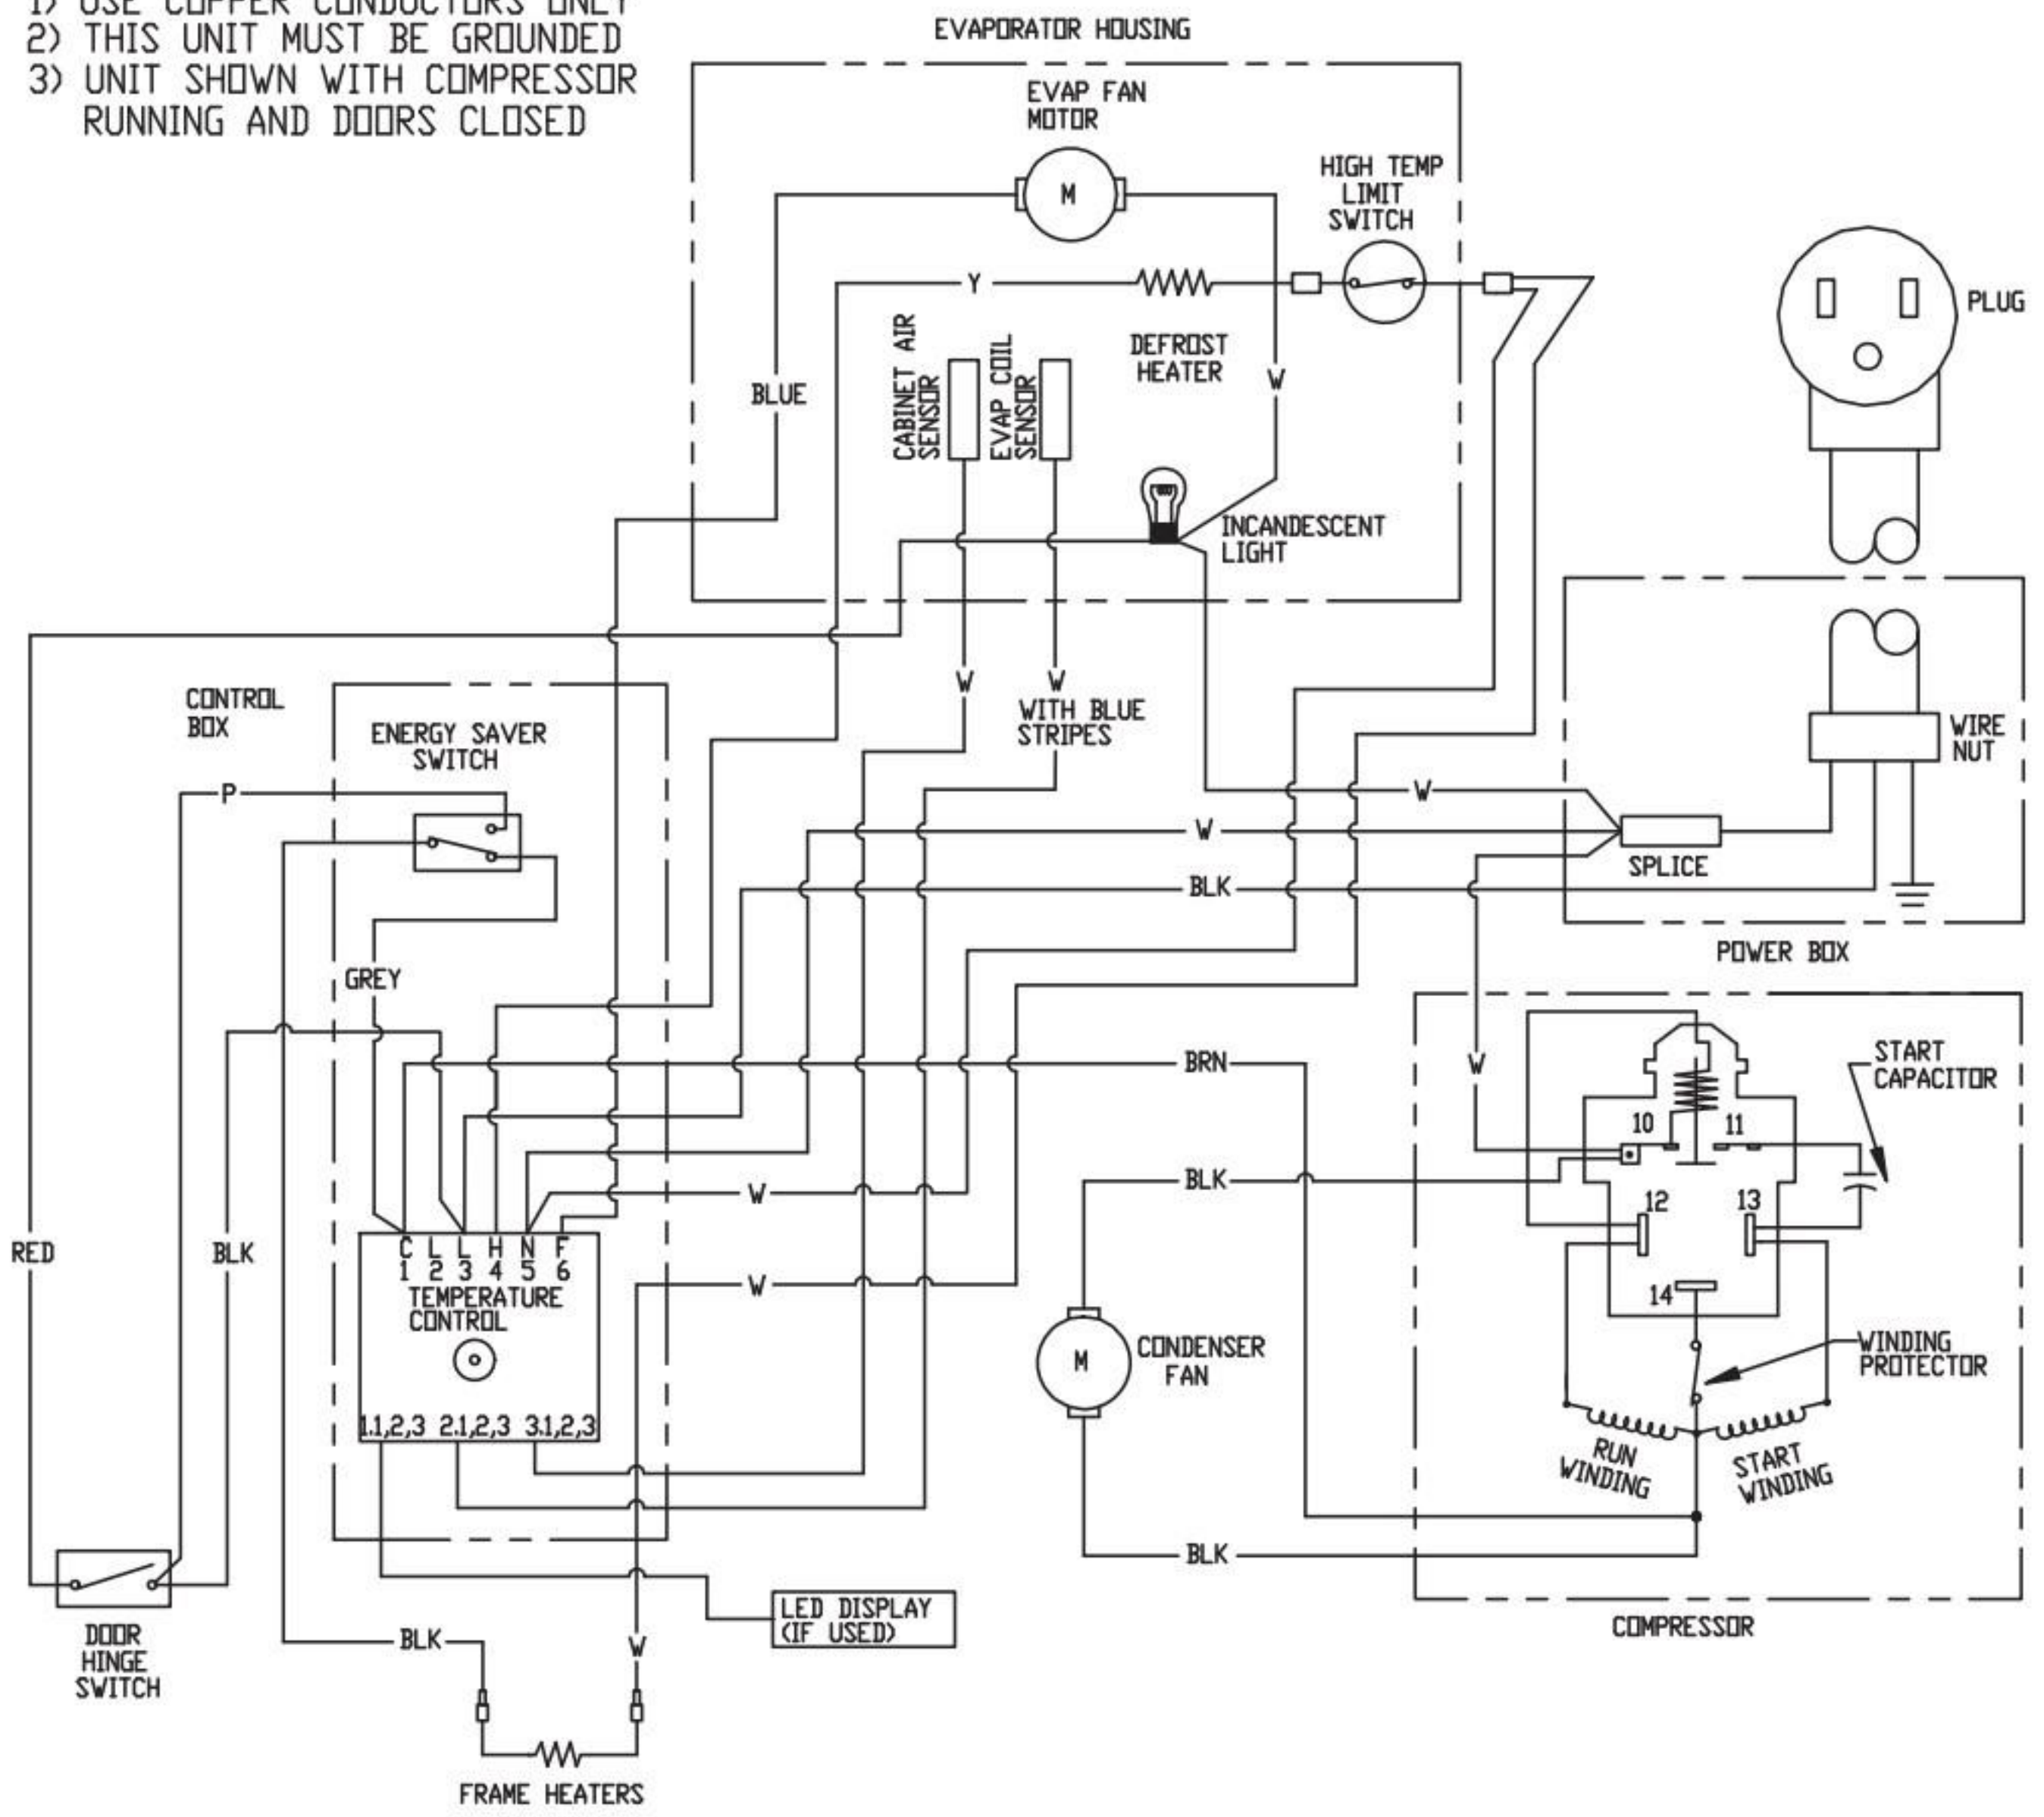 1) USE COPPER CONDUCTORS ONLY
2) THIS UNIT MUST BE GROUNDED
3) UNIT SHOWN WITH COMPRESSOR
RUNNING AND DOORS CLOSED
EVAPORATOR HOUSING
EVAP FAN
MOTOR
M
HIGH TEMP
LIMIT
SWITCH
Y
PLUG
CABINET AIR
SENSOR
EVAP COIL
SENSOR
DEFROST
HEATER
BLUE
W
INCANDESCENT
LIGHT
W
W
WITH BLUE
STRIPES
CONTROL
BOX
ENERGY SAVER
SWITCH
WIRE
NUT
P
W
W
SPLICE
BLK
POWER BOX
GREY
BRN
W
START
CAPACITOR
10
11
BLK
W
12
13
RED
BLK
C L L H N F
1 2 3 4 5 6
TEMPERATURE
CONTROL
W
14
M
CONDENSER
FAN
WINDING
PROTECTOR
1.1,2,3 2.1,2,3 3.1,2,3
RUN
WINDING
START
WINDING
BLK
LED DISPLAY
(IF USED)
COMPRESSOR
DOOR
HINGE
SWITCH
BLK
W
FRAME HEATERS